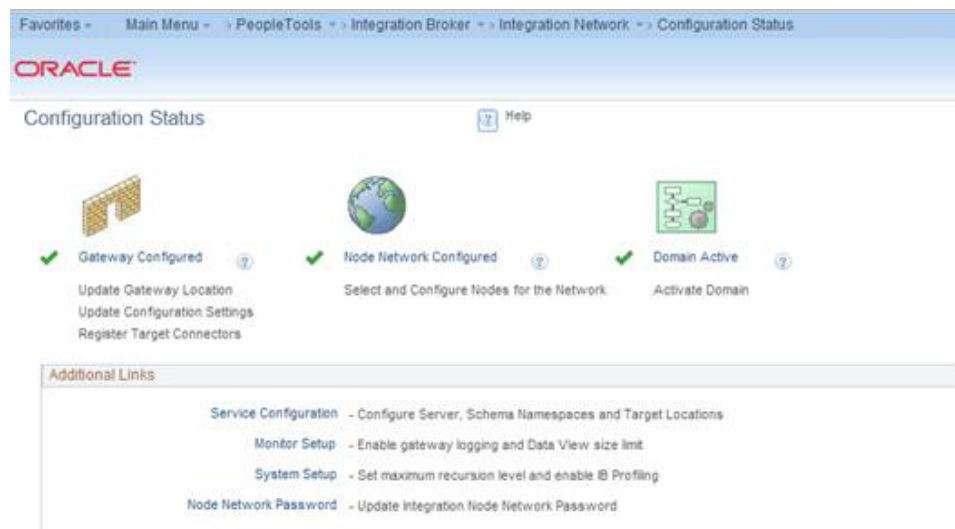 Favorites Main Menu > PeopleTools > Integration Broker > Integration Network > Configuration Status
ORACLE
Configuration Status ? Help
Gateway Configured ? Node Network Configured ? Domain Active ?
Update Gateway Location Select and Configure Nodes for the Network Activate Domain
Update Configuration Settings
Register Target Connectors
Additional Links
Service Configuration - Configure Server, Schema Namespaces and Target Locations
Monitor Setup - Enable gateway logging and Data View size limit
System Setup - Set maximum recursion level and enable IB Profiling
Node Network Password - Update Integration Node Network Password